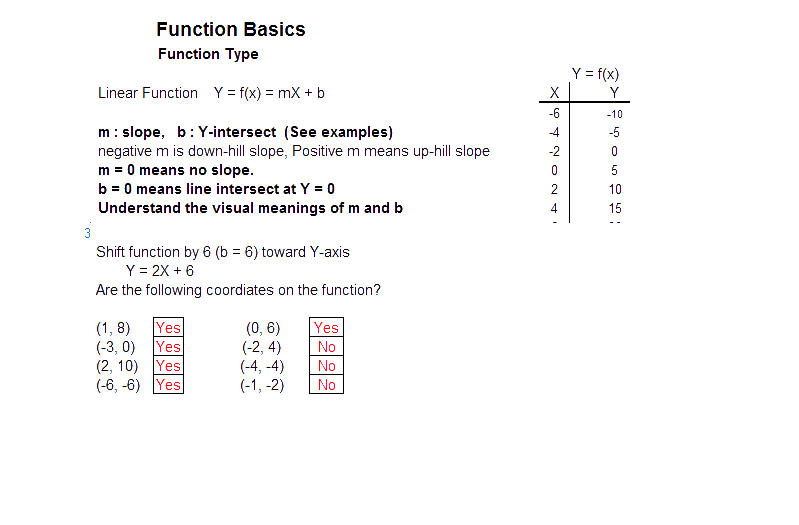 Function Basics
Function Type
Linear Function Y = f(x) = mX + b
m : slope, b : Y-intersect (See examples)
negative m is down-hill slope, Positive m means up-hill slope
m = 0 means no slope.
b = 0 means line intersect at Y = 0
Understand the visual meanings of m and b
Y = f(x)
X Y
-6 -10
-4 -5
-2 0
0 5
2 10
4 15
3
Shift function by 6 (b = 6) toward Y-axis
Y = 2X + 6
Are the following coordiates on the function?
(1, 8) Yes (0, 6) Yes
(-3, 0) Yes (-2, 4) No
(2, 10) Yes (-4, -4) No
(-6, -6) Yes (-1, -2) No